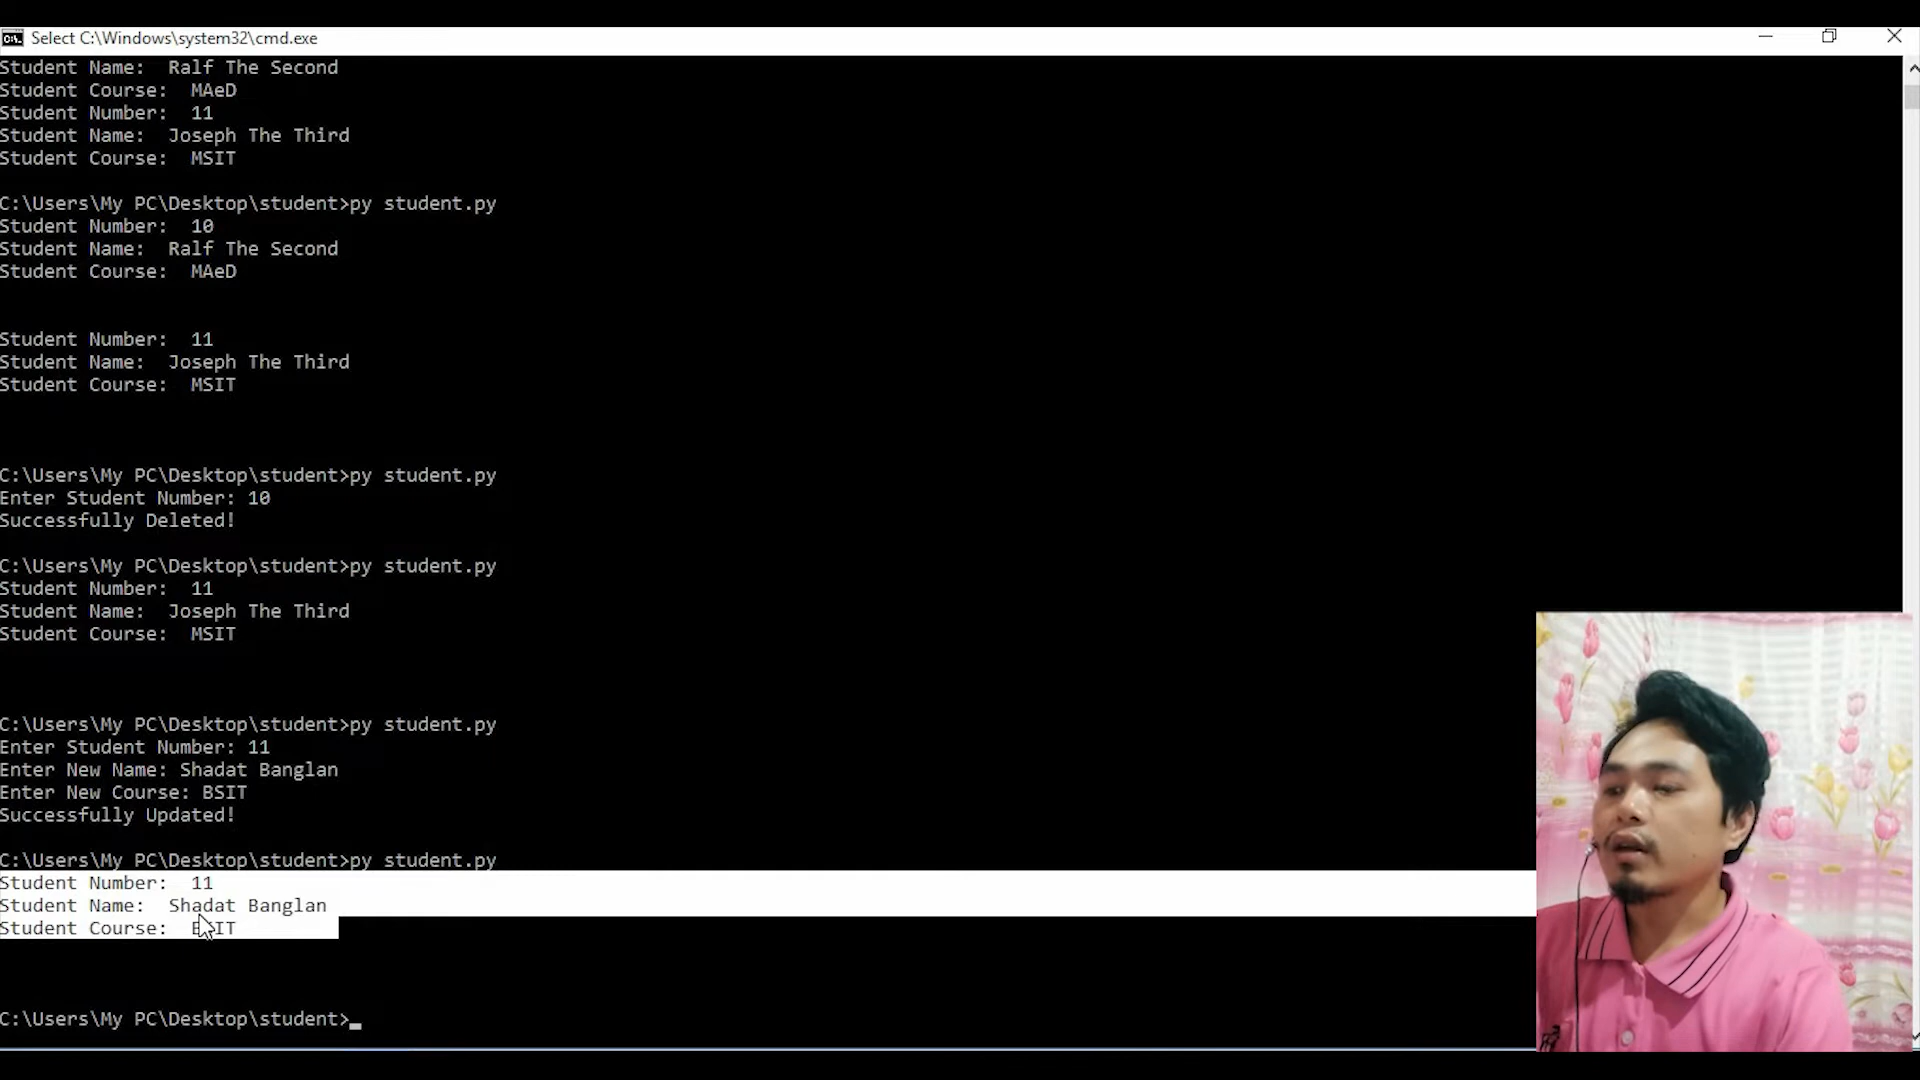 Select C:\Windows\system32\cmd.exe
Student Name:  Ralf The Second
Student Course:  MAeD
Student Number:  11
Student Name:  Joseph The Third
Student Course:  MSIT
C:\Users\My PC\Desktop\student>py student.py
Student Number:  10
Student Name:  Ralf The Second
Student Course:  MAeD
Student Number:  11
Student Name:  Joseph The Third
Student Course:  MSIT
C:\Users\My PC\Desktop\student>py student.py
Enter Student Number: 10
Successfully Deleted!
C:\Users\My PC\Desktop\student>py student.py
Student Number:  11
Student Name:  Joseph The Third
Student Course:  MSIT
C:\Users\My PC\Desktop\student>py student.py
Enter Student Number: 11
Enter New Name: Shadat Banglan
Enter New Course: BSIT
Successfully Updated!
C:\Users\My PC\Desktop\student>py student.py
Student Number:  11
Student Name:  Shadat Banglan
Student Course:  BSIT
C:\Users\My PC\Desktop\student>